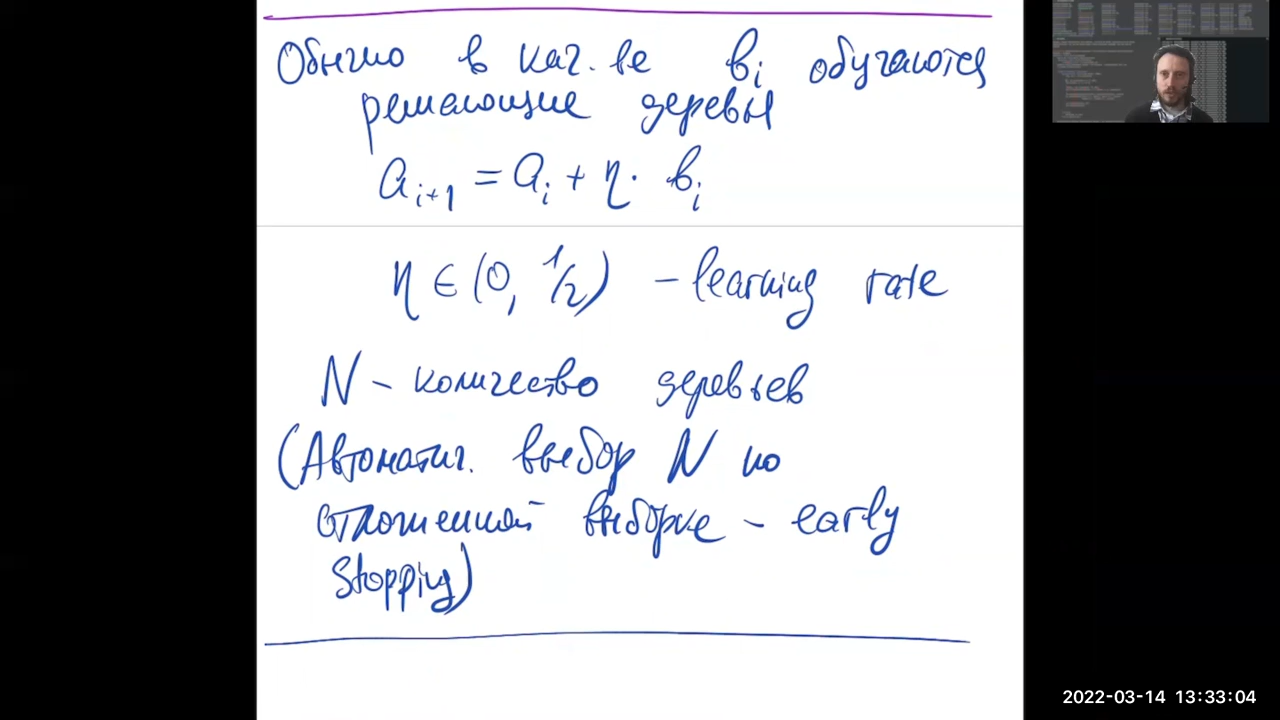 Обычно в кач-ве bᵢ обучаются
решающие деревья
aᵢ₊₁ = aᵢ + η · bᵢ
η ∈ (0, 1/2) – learning rate
N – количество деревьев
(Автоматич. выбор N по
отложенной выборке – early
stopping)
2022-03-14 13:33:04